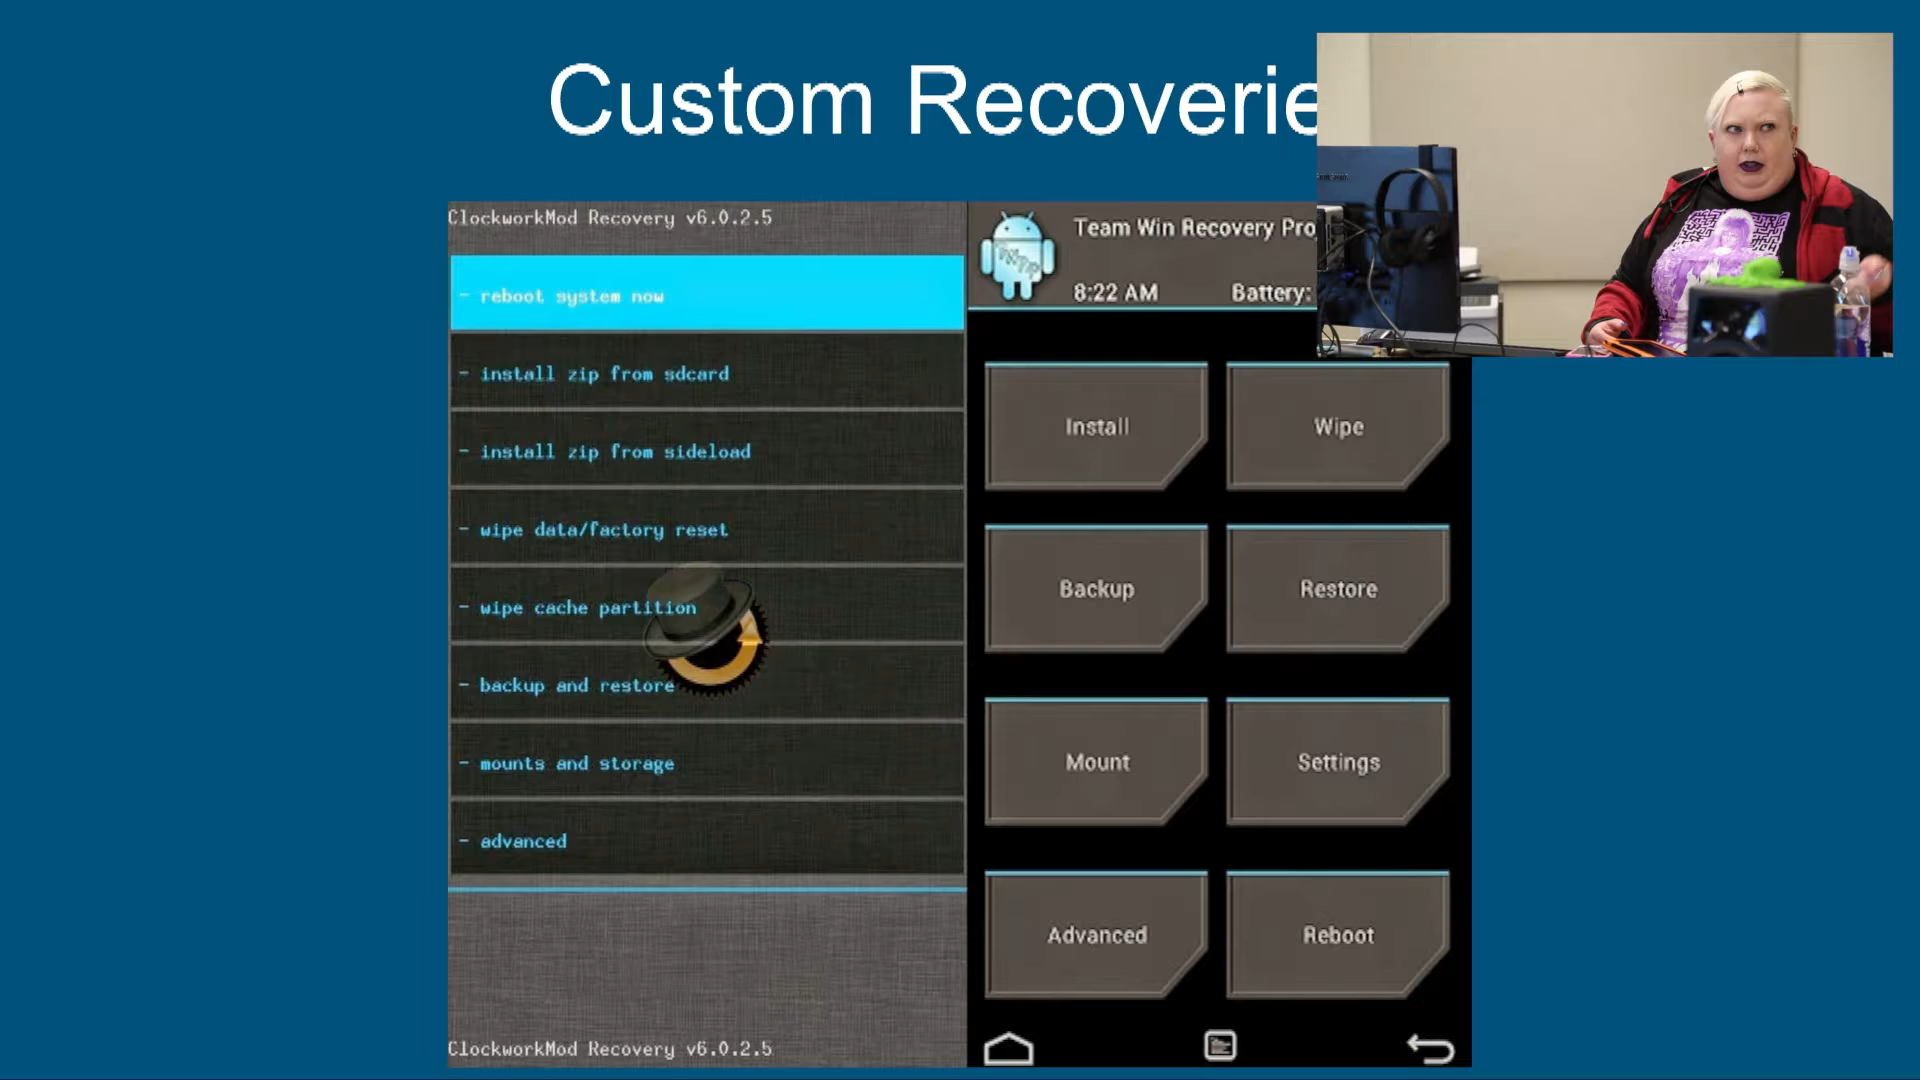 Custom Recoverie
ClockworkMod Recovery v6.0.2.5
- reboot system now
- install zip from sdcard
- install zip from sideload
- wipe data/factory reset
- wipe cache partition
- backup and restore
- mounts and storage
- advanced
ClockworkMod Recovery v6.0.2.5
Team Win Recovery Pro
8:22 AM Battery:
Install Wipe
Backup Restore
Mount Settings
Advanced Reboot